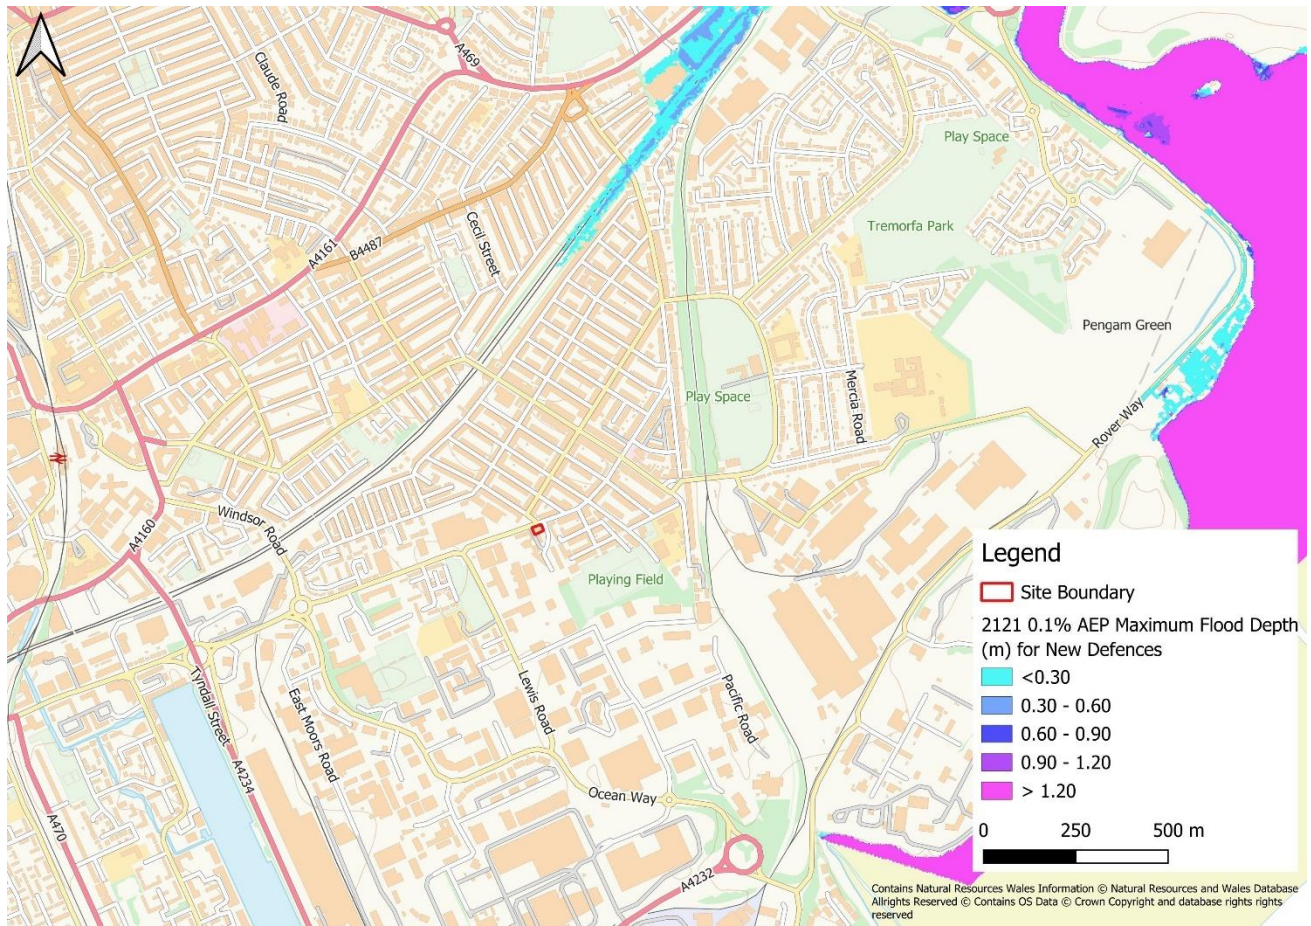 A469
Claude Road
Play Space
Tremorfa Park
Cecil Street
A4161
B4487
Pengam Green
Mercia Road
Play Space
Rover Way
Windsor Road
A4160
Playing Field
Tyndall Street
East Moors Road
Lewis Road
Pacific Road
A4234
Ocean Way
A470
A4232
Legend
Site Boundary
2121 0.1% AEP Maximum Flood Depth
(m) for New Defences
<0.30
0.30 - 0.60
0.60 - 0.90
0.90 - 1.20
> 1.20
0 250 500 m
Contains Natural Resources Wales Information © Natural Resources and Wales Database
Allrights Reserved © Contains OS Data © Crown Copyright and database rights rights
reserved